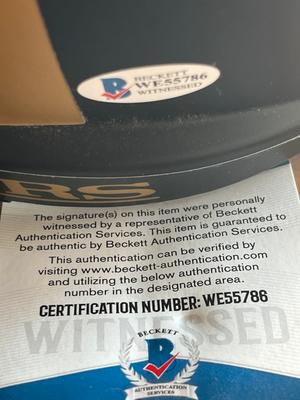 B
BECKETT
WE55786
WITNESSED
RS
The signature(s) on this item were personally
witnessed by a representative of Beckett
Authentication Services. This item is guaranteed to
be authentic by Beckett Authentication Services.
This authentication can be verified by
visiting www.beckett-authentication.com
and utilizing the below authentication
number in the designated area.
CERTIFICATION NUMBER: WE55786
WITNESSED
BECKETT
B
AUTHENTICATION
SERVICES